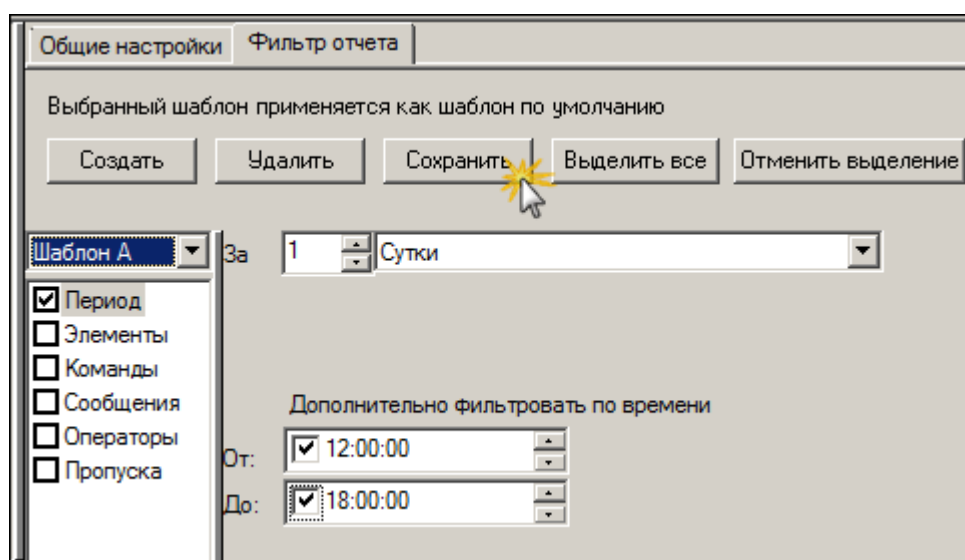 Общие настройки Фильтр отчета
Выбранный шаблон применяется как шаблон по умолчанию
Создать Удалить Сохранить Выделить все Отменить выделение
Шаблон А За 1 Сутки
Период
Элементы
Команды
Сообщения
Дополнительно фильтровать по времени
Операторы
От: 12:00:00
Пропуска
До: 18:00:00